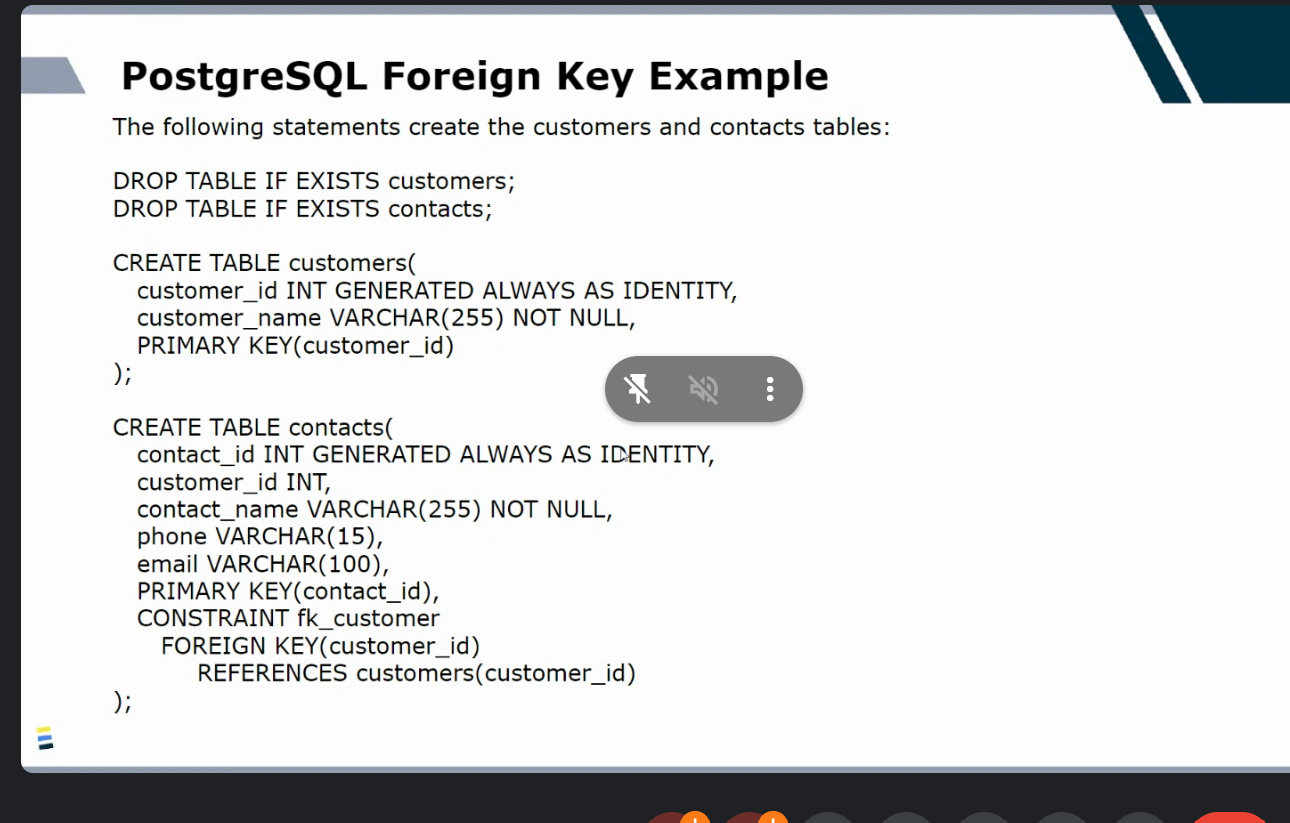 PostgreSQL Foreign Key Example
The following statements create the customers and contacts tables:
DROP TABLE IF EXISTS customers;
DROP TABLE IF EXISTS contacts;
CREATE TABLE customers(
customer_id INT GENERATED ALWAYS AS IDENTITY,
customer_name VARCHAR(255) NOT NULL,
PRIMARY KEY(customer_id)
);
CREATE TABLE contacts(
contact_id INT GENERATED ALWAYS AS IDENTITY,
customer_id INT,
contact_name VARCHAR(255) NOT NULL,
phone VARCHAR(15),
email VARCHAR(100),
PRIMARY KEY(contact_id),
CONSTRAINT fk_customer
FOREIGN KEY(customer_id)
REFERENCES customers(customer_id)
);